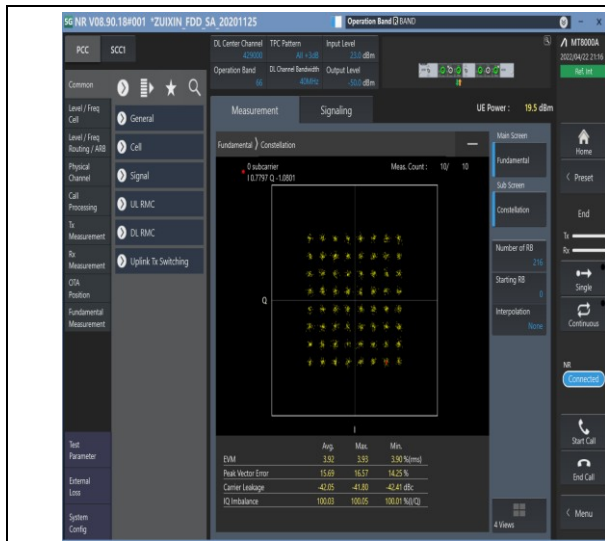 5G NR V08.90.18#001 *ZUIXIN_FDD_SA_20201125
Operation Band BAND
PCC SCC1
DL Center Channel TPC Pattern Input Level
429000 All +3dB 23.0 dBm
Operation Band DL Channel Bandwidth Output Level
66 40MHz -50.0 dBm
MT8000A
2022/04/22 21:16
Ref. Int
Common
Level / Freq
Cell
Level / Freq
Routing / ARB
Physical
Channel
Call
Processing
Tx
Measurement
Rx
Measurement
OTA
Position
Fundamental
Measurement
Test
Parameter
External
Loss
System
Config
General
Cell
Signal
UL RMC
DL RMC
Uplink Tx Switching
Measurement Signaling UE Power : 19.5 dBm
Fundamental Constellation
0 subcarrier Meas. Count : 10/ 10
I 0.7797 Q -1.0801
Q
I
Avg. Max. Min.
EVM 3.92 3.93 3.90 %(rms)
Peak Vector Error 15.69 16.37 14.25 %
Carrier Leakage -42.05 -41.80 -42.41 dBc
IQ Imbalance 100.03 100.05 100.01 %(I/Q)
Main Screen
Fundamental
Sub Screen
Constellation
Number of RB
216
Starting RB
0
Interpolation
None
4 Views
Home
Preset
End
Tx
Rx
Single
Continuous
NR
Connected
Start Call
End Call
Menu